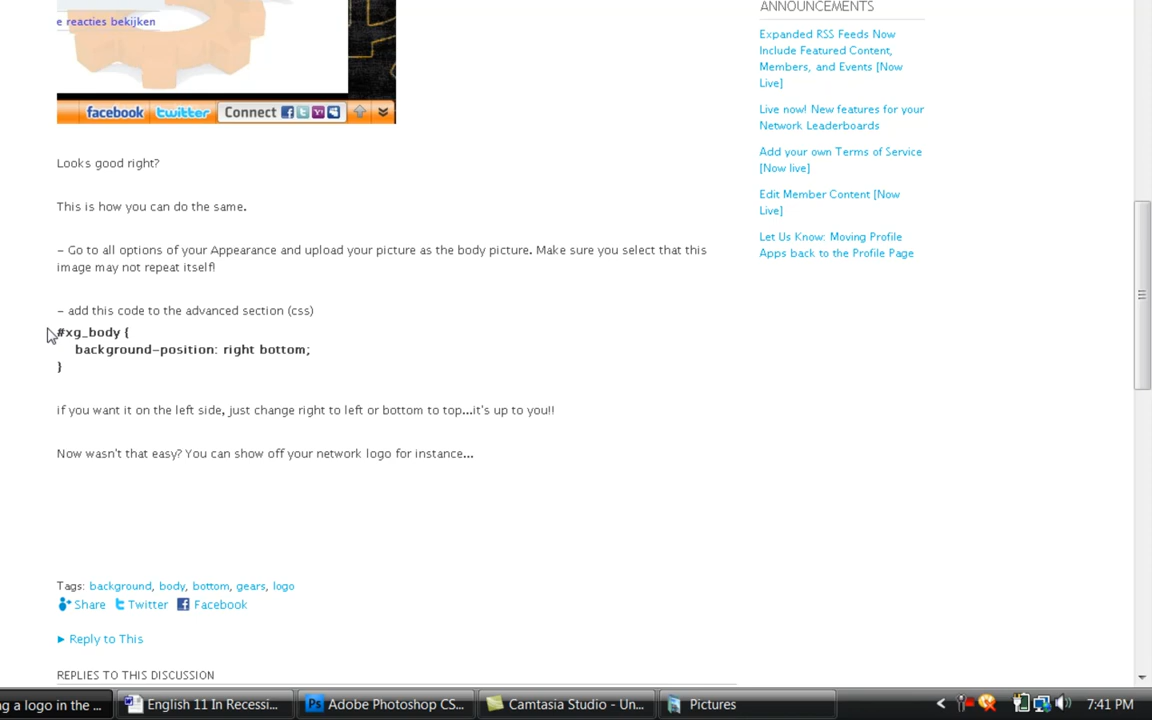 ANNOUNCEMENTS
e reacties bekijken
Expanded RSS Feeds Now
Include Featured Content,
Members, and Events [Now
Live]
Live now! New features for your
Network Leaderboards
Add your own Terms of Service
[Now live]
Edit Member Content [Now
Live]
Let Us Know: Moving Profile
Apps back to the Profile Page
facebook twitter Connect
Looks good right?
This is how you can do the same.
- Go to all options of your Appearance and upload your picture as the body picture. Make sure you select that this
image may not repeat itself!
- add this code to the advanced section (css)
#xg_body {
background-position: right bottom;
}
if you want it on the left side, just change right to left or bottom to top...it's up to you!!
Now wasn't that easy? You can show off your network logo for instance...
Tags: background, body, bottom, gears, logo
Share Twitter Facebook
► Reply to This
REPLIES TO THIS DISCUSSION
ng a logo in the ... English 11 In Recessi... Adobe Photoshop CS... Camtasia Studio - Un... Pictures 7:41 PM